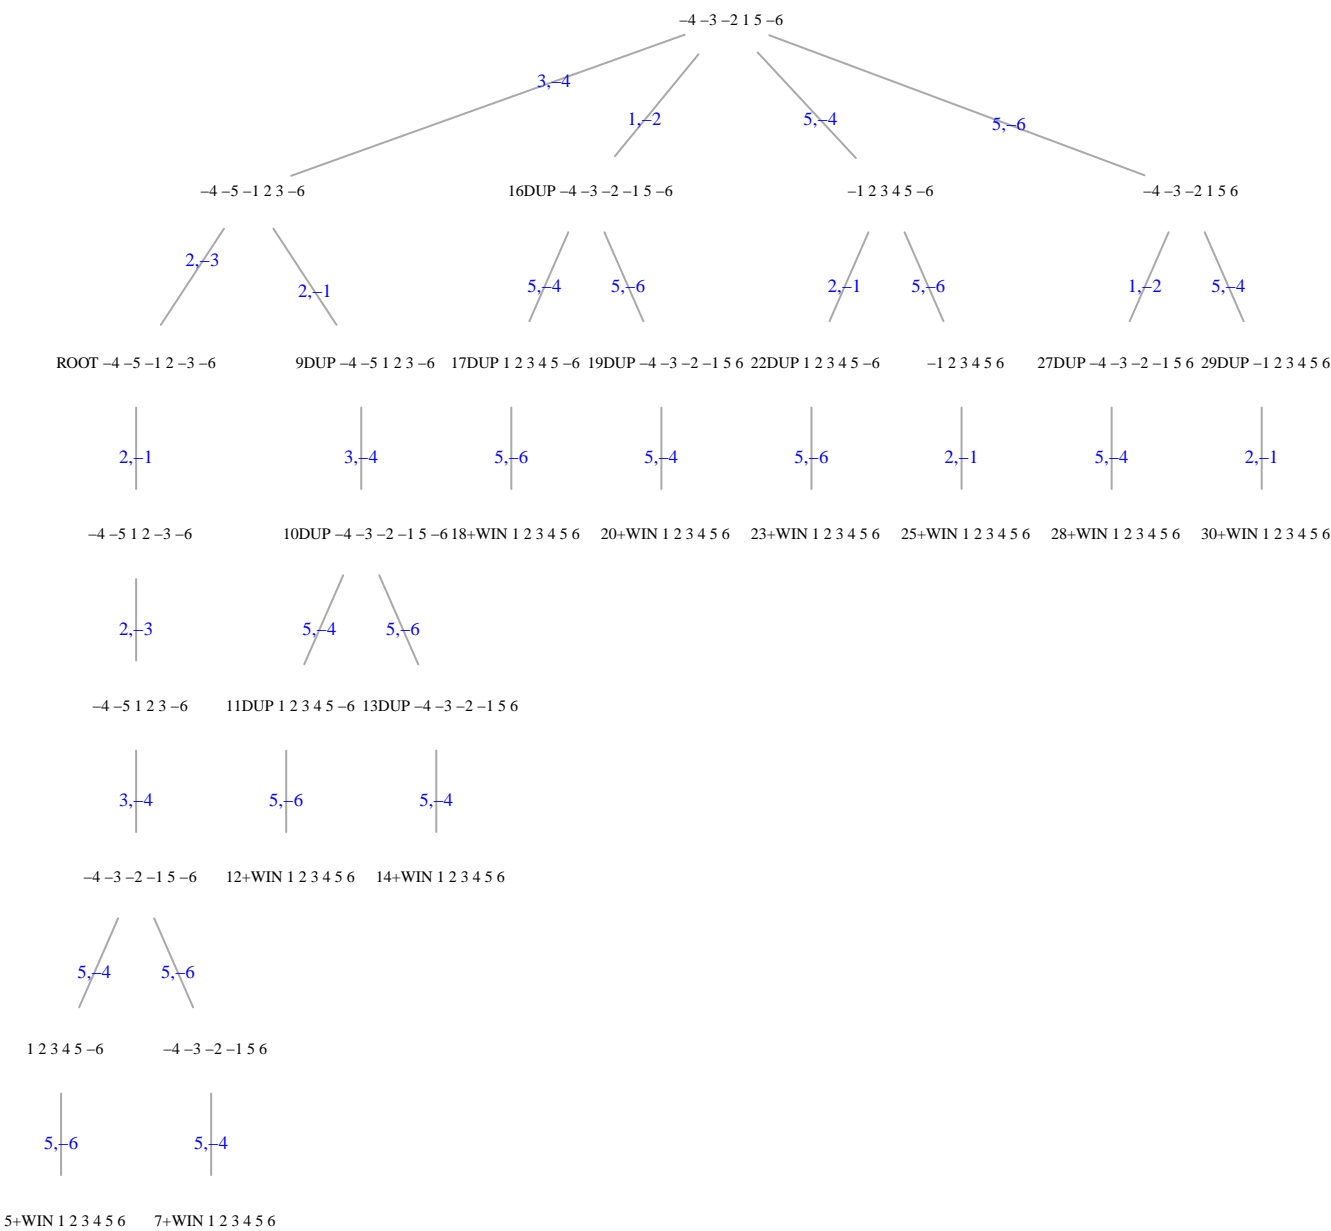 −4 −3 −2 1 5 −6
3,−4
1,−2 5,−4 5,−6
−4 −5 −1 2 3 −6 16DUP −4 −3 −2 −1 5 −6 −1 2 3 4 5 −6 −4 −3 −2 1 5 6
2,−3 2,−1 5,−4 5,−6 2,−1 5,−6 1,−2 5,−4
ROOT −4 −5 −1 2 −3 −6 9DUP −4 −5 1 2 3 −6 17DUP 1 2 3 4 5 −6 19DUP −4 −3 −2 −1 5 6 22DUP 1 2 3 4 5 −6 −1 2 3 4 5 6 27DUP −4 −3 −2 −1 5 6 29DUP −1 2 3 4 5 6
2,−1 3,−4 5,−6 5,−4 5,−6 2,−1 5,−4 2,−1
−4 −5 1 2 −3 −6 10DUP −4 −3 −2 −1 5 −6 18+WIN 1 2 3 4 5 6 20+WIN 1 2 3 4 5 6 23+WIN 1 2 3 4 5 6 25+WIN 1 2 3 4 5 6 28+WIN 1 2 3 4 5 6 30+WIN 1 2 3 4 5 6
2,−3 5,−4 5,−6
−4 −5 1 2 3 −6 11DUP 1 2 3 4 5 −6 13DUP −4 −3 −2 −1 5 6
3,−4 5,−6 5,−4
−4 −3 −2 −1 5 −6 12+WIN 1 2 3 4 5 6 14+WIN 1 2 3 4 5 6
5,−4 5,−6
1 2 3 4 5 −6 −4 −3 −2 −1 5 6
5,−6 5,−4
5+WIN 1 2 3 4 5 6 7+WIN 1 2 3 4 5 6